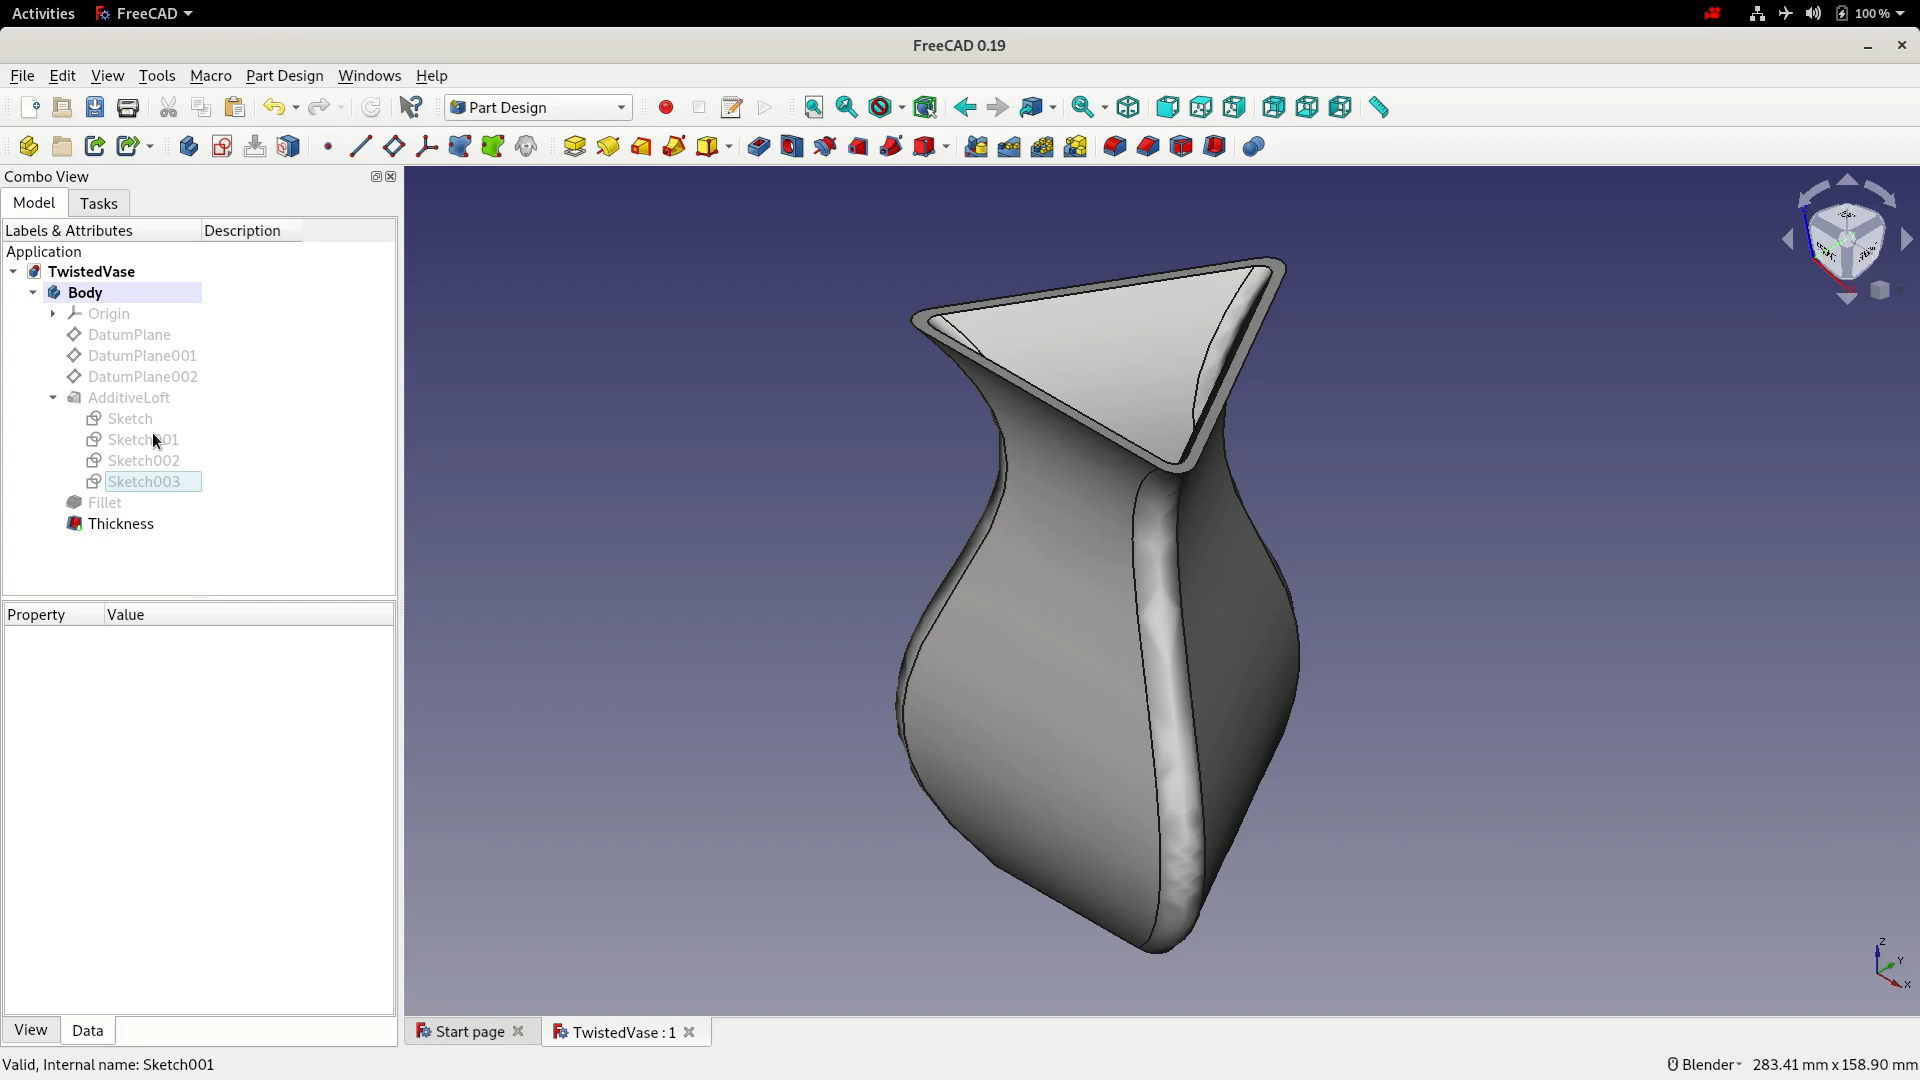 Activities FreeCAD 100 %
FreeCAD 0.19
File Edit View Tools Macro Part Design Windows Help
Part Design
Combo View
Model Tasks
Labels & Attributes Description
Application
TwistedVase
Body
Origin
DatumPlane
DatumPlane001
DatumPlane002
AdditiveLoft
Sketch
Sketch001
Sketch002
Sketch003
Fillet
Thickness
Property Value
View Data
Z
Y
X
Start page TwistedVase : 1
Valid, Internal name: Sketch001 Blender 283.41 mm x 158.90 mm